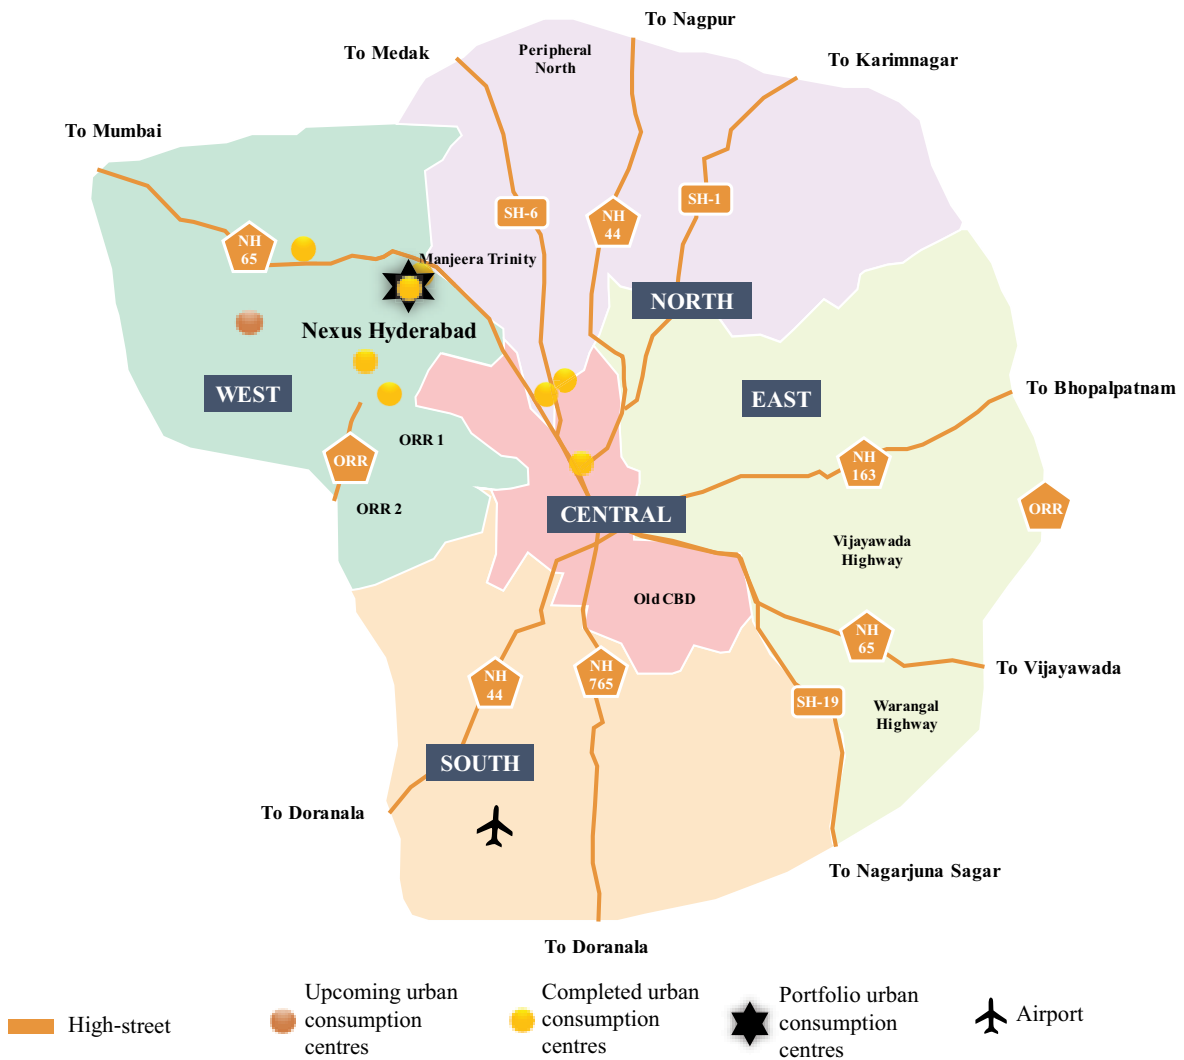 To Nagpur
To Medak
Peripheral
North
To Karimnagar
To Mumbai
SH-6
SH-1
NH
44
NH
65
Manjeera Trinity
NORTH
Nexus Hyderabad
WEST
EAST
To Bhopalpatnam
ORR 1
ORR
NH
163
ORR 2
CENTRAL
ORR
Vijayawada
Highway
Old CBD
NH
65
To Vijayawada
NH
44
NH
765
SH-19
Warangal
Highway
SOUTH
To Doranala
To Nagarjuna Sagar
To Doranala
High-street
Upcoming urban
consumption
centres
Completed urban
consumption
centres
Portfolio urban
consumption
centres
Airport